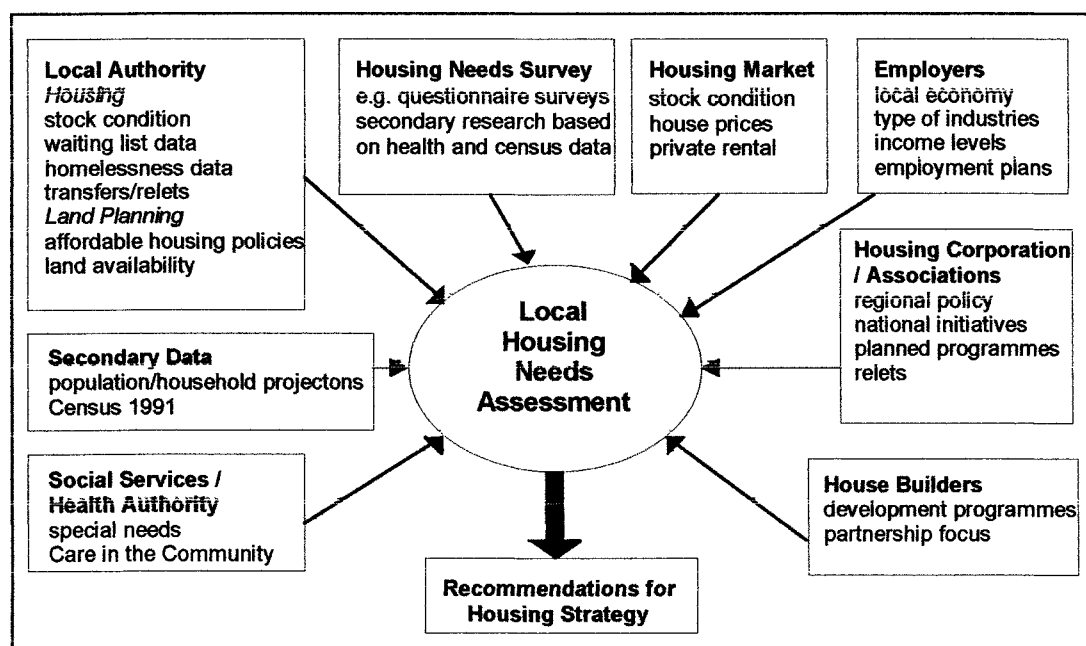 Local Authority
Housing
stock condition
waiting list data
homelessness data
transfers/relets
Land Planning
affordable housing policies
land availability
Housing Needs Survey
e.g. questionnaire surveys
secondary research based
on health and census data
Housing Market
stock condition
house prices
private rental
Employers
local economy
type of industries
income levels
employment plans
Housing Corporation
/ Associations
regional policy
national initiatives
planned programmes
relets
Local
Housing
Needs
Assessment
Secondary Data
population/household projectons
Census 1991
Social Services /
Health Authority
special needs
Care in the Community
House Builders
development programmes
partnership focus
Recommendations for
Housing Strategy